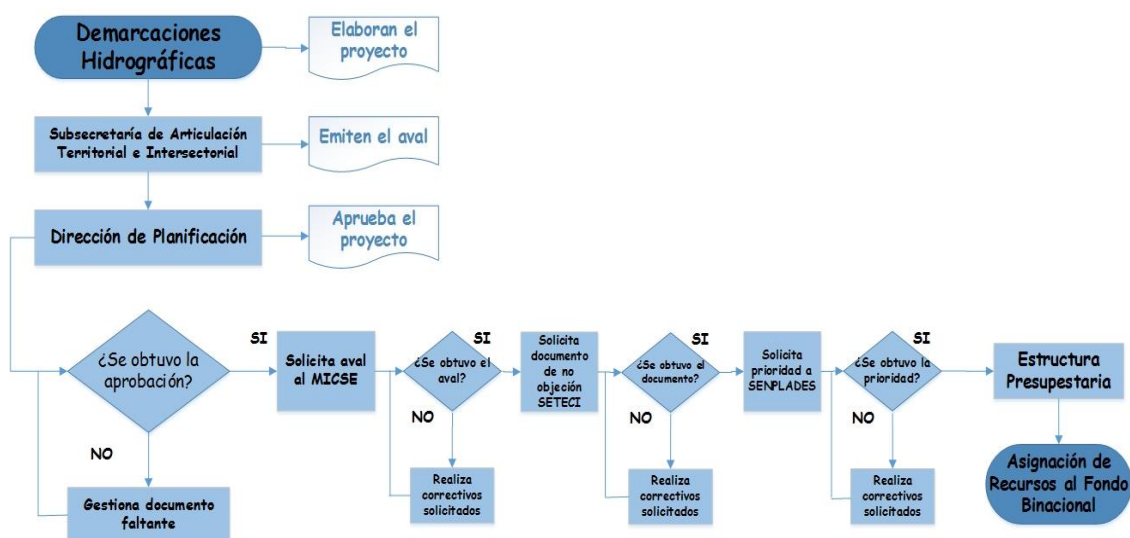 Demarcaciones
Hidrográficas
Elaboran el
proyecto
Subsecretaría de Articulación
Territorial e Intersectorial
Emiten el aval
Dirección de Planificación
Aprueba el
proyecto
¿Se obtuvo la
aprobación?
SI
NO
Gestiona documento
faltante
Solicita aval
al MICSE
¿Se obtuvo el
aval?
SI
NO
Realiza
correctivos
solicitados
Solicita
documento
de no
objeción
SETECI
¿Se obtuvo el
documento?
SI
NO
Realiza
correctivos
solicitados
Solicita
prioridad a
SENPLADES
¿Se obtuvo la
prioridad?
SI
NO
Realiza
correctivos
solicitados
Estructura
Presupestaria
Asignación de
Recursos al Fondo
Binacional